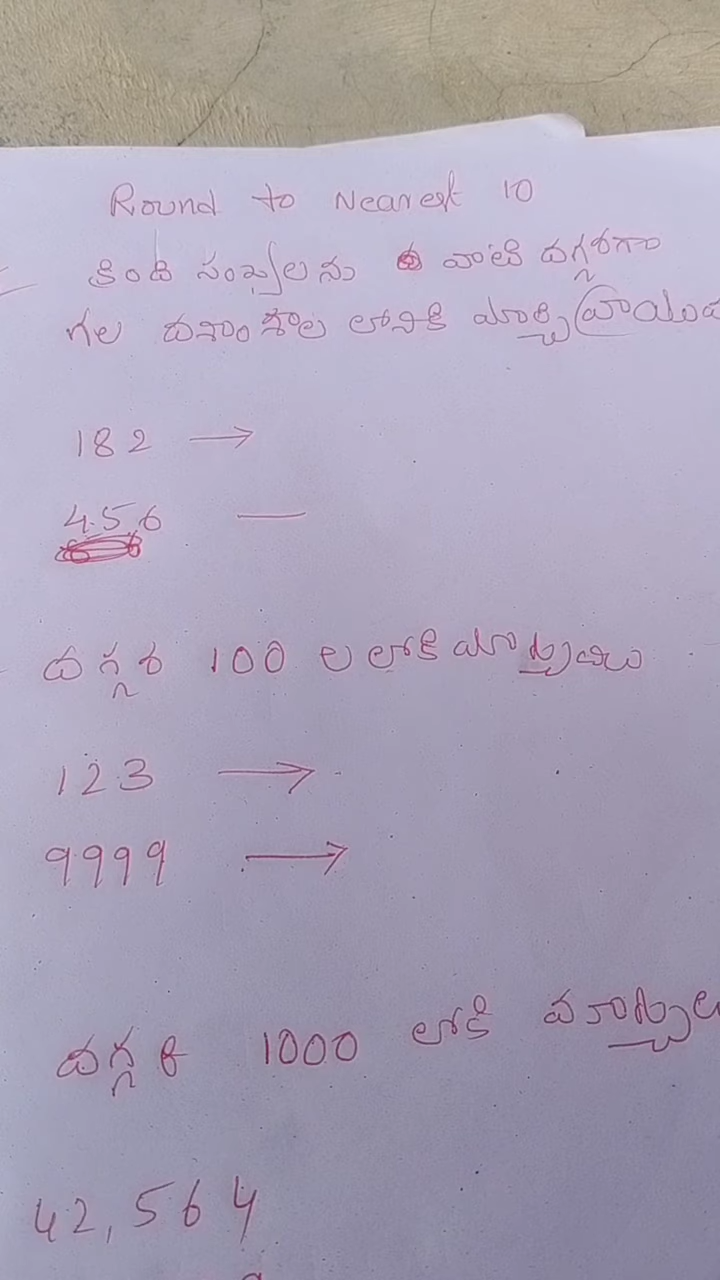 Round to Nearest 10
కింది సంఖ్యలను వాటి దగ్గరగా
గల దశాంశాల లోనికి మార్చి వ్రాయండి
182 →
456 —
దగ్గర 100 ల లోకి మార్చుము
123 →
9999 →
దగ్గర 1000 లోకి
42,564